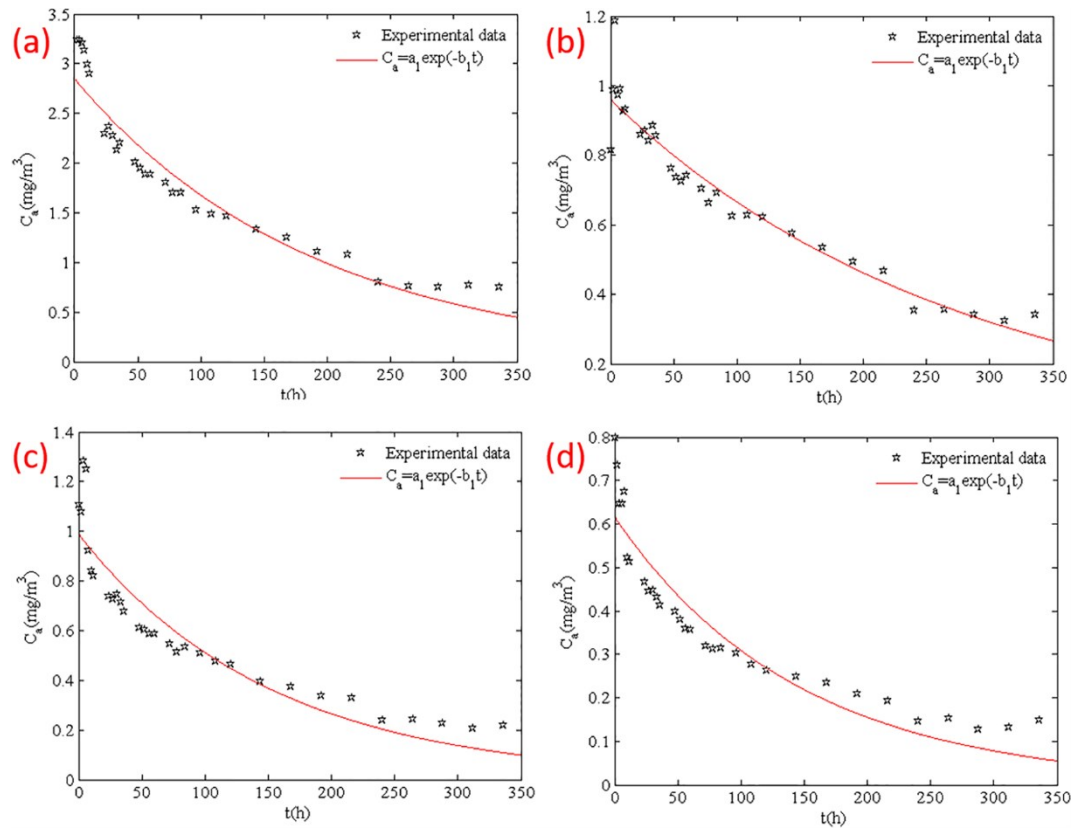 (a)
3.5
3
2.5
2
1.5
1
0.5
0
0 50 100 150 200 250 300 350
Cₐ(mg/m³)
t(h)
Experimental data
Cₐ=a₁exp(-b₁t)
(b)
1.2
1
0.8
0.6
0.4
0.2
0 50 100 150 200 250 300 350
Cₐ(mg/m³)
t(h)
Experimental data
Cₐ=a₁exp(-b₁t)
(c)
1.4
1.2
1
0.8
0.6
0.4
0.2
0
0 50 100 150 200 250 300 350
Cₐ(mg/m³)
t(h)
Experimental data
Cₐ=a₁exp(-b₁t)
(d)
0.8
0.7
0.6
0.5
0.4
0.3
0.2
0.1
0
0 50 100 150 200 250 300 350
Cₐ(mg/m³)
t(h)
Experimental data
Cₐ=a₁exp(-b₁t)